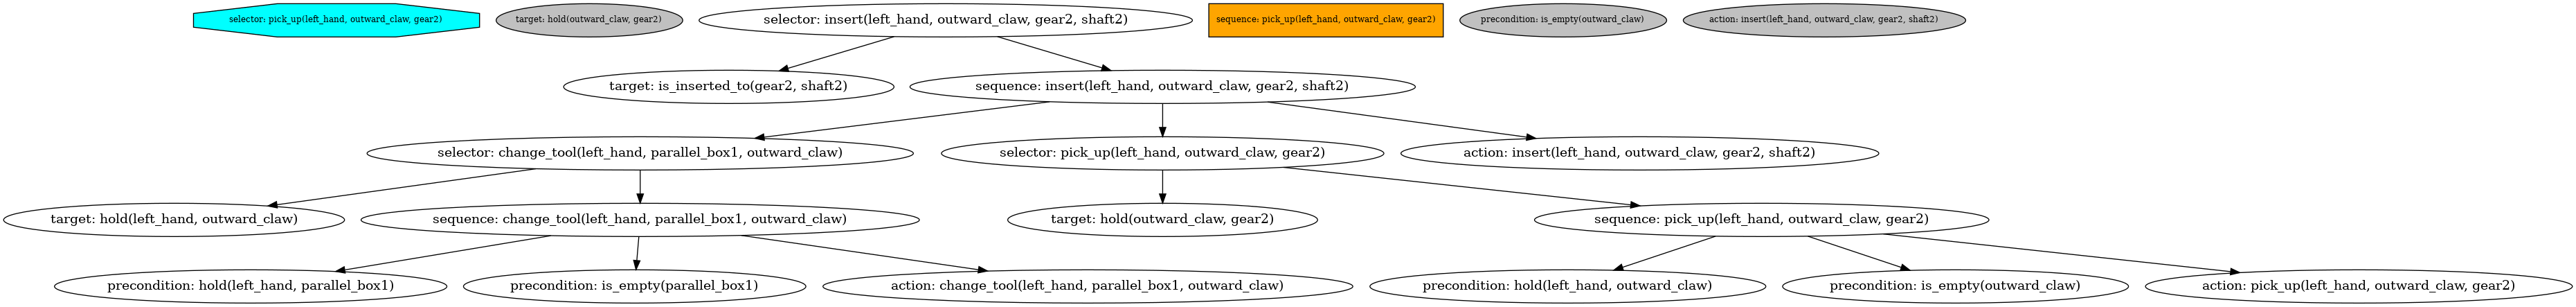 selector: pick_up(left_hand, outward_claw, gear2)
target: hold(outward_claw, gear2)
selector: insert(left_hand, outward_claw, gear2, shaft2)
sequence: pick_up(left_hand, outward_claw, gear2)
precondition: is_empty(outward_claw)
action: insert(left_hand, outward_claw, gear2, shaft2)
target: is_inserted_to(gear2, shaft2)
sequence: insert(left_hand, outward_claw, gear2, shaft2)
selector: change_tool(left_hand, parallel_box1, outward_claw)
selector: pick_up(left_hand, outward_claw, gear2)
action: insert(left_hand, outward_claw, gear2, shaft2)
target: hold(left_hand, outward_claw)
sequence: change_tool(left_hand, parallel_box1, outward_claw)
target: hold(outward_claw, gear2)
sequence: pick_up(left_hand, outward_claw, gear2)
precondition: hold(left_hand, parallel_box1)
precondition: is_empty(parallel_box1)
action: change_tool(left_hand, parallel_box1, outward_claw)
precondition: hold(left_hand, outward_claw)
precondition: is_empty(outward_claw)
action: pick_up(left_hand, outward_claw, gear2)